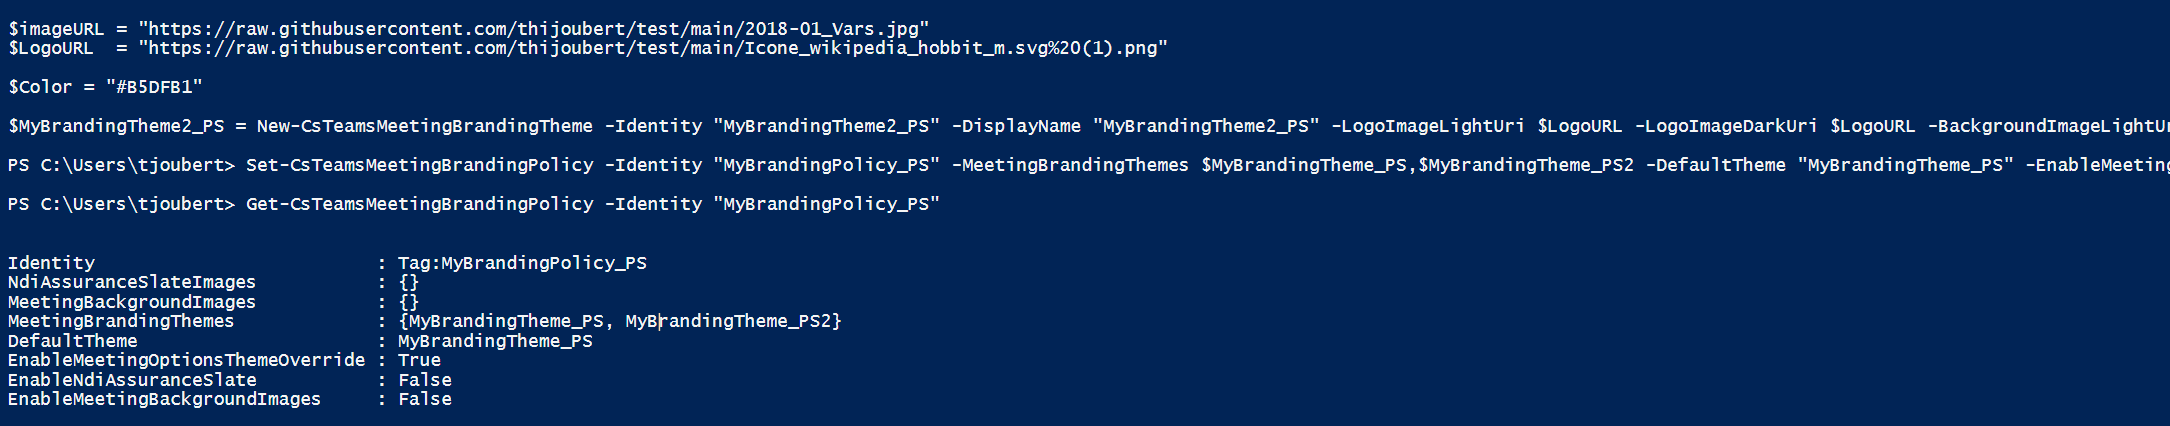 $imageURL = "https://raw.githubusercontent.com/thijoubert/test/main/2018-01_Vars.jpg"
$LogoURL  = "https://raw.githubusercontent.com/thijoubert/test/main/Icone_wikipedia_hobbit_m.svg%20(1).png"
$Color = "#B5DFB1"
$MyBrandingTheme2_PS = New-CsTeamsMeetingBrandingTheme -Identity "MyBrandingTheme2_PS" -DisplayName "MyBrandingTheme2_PS" -LogoImageLightUri $LogoURL -LogoImageDarkUri $LogoURL -BackgroundImageLightUr
PS C:\Users\tjoubert> Set-CsTeamsMeetingBrandingPolicy -Identity "MyBrandingPolicy_PS" -MeetingBrandingThemes $MyBrandingTheme_PS,$MyBrandingTheme_PS2 -DefaultTheme "MyBrandingTheme_PS" -EnableMeeting
PS C:\Users\tjoubert> Get-CsTeamsMeetingBrandingPolicy -Identity "MyBrandingPolicy_PS"
Identity                          : Tag:MyBrandingPolicy_PS
NdiAssuranceSlateImages           : {}
MeetingBackgroundImages           : {}
MeetingBrandingThemes             : {MyBrandingTheme_PS, MyBrandingTheme_PS2}
DefaultTheme                      : MyBrandingTheme_PS
EnableMeetingOptionsThemeOverride : True
EnableNdiAssuranceSlate           : False
EnableMeetingBackgroundImages     : False